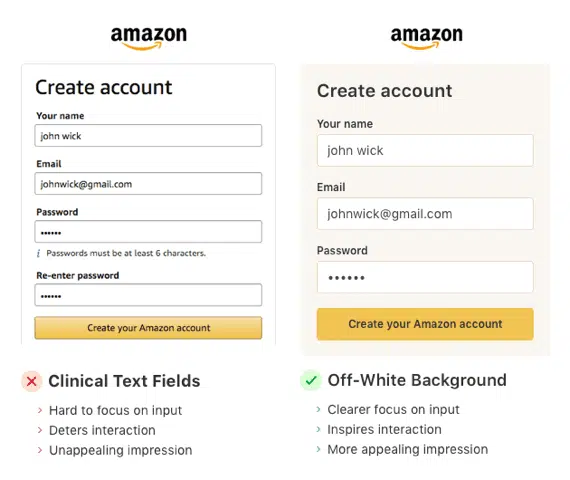 amazon
Create account
Your name
john wick
Email
johnwick@gmail.com
Password
••••••
i Passwords must be at least 6 characters.
Re-enter password
••••••
Create your Amazon account
Clinical Text Fields
› Hard to focus on input
› Deters interaction
› Unappealing impression
amazon
Create account
Your name
john wick
Email
johnwick@gmail.com
Password
••••••
Create your Amazon account
Off-White Background
› Clearer focus on input
› Inspires interaction
› More appealing impression